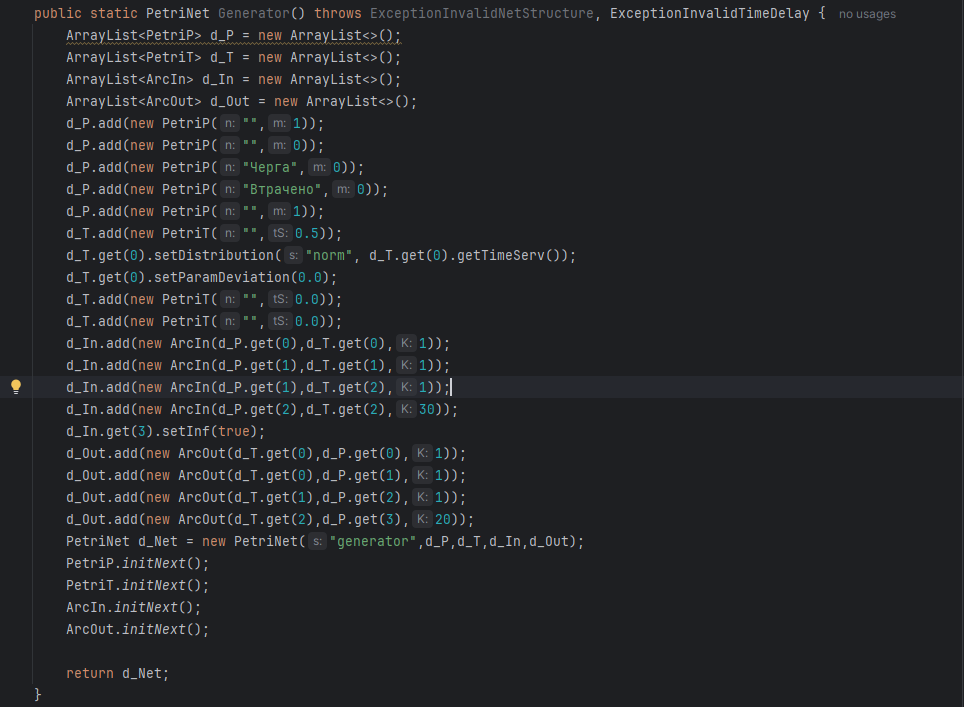 public static PetriNet Generator() throws ExceptionInvalidNetStructure, ExceptionInvalidTimeDelay { no usages
ArrayList<PetriP> d_P = new ArrayList<>();
ArrayList<PetriT> d_T = new ArrayList<>();
ArrayList<ArcIn> d_In = new ArrayList<>();
ArrayList<ArcOut> d_Out = new ArrayList<>();
d_P.add(new PetriP( n: "", m: 1));
d_P.add(new PetriP( n: "", m: 0));
d_P.add(new PetriP( n: "Черга", m: 0));
d_P.add(new PetriP( n: "Втрачено", m: 0));
d_P.add(new PetriP( n: "", m: 1));
d_T.add(new PetriT( n: "", tS: 0.5));
d_T.get(0).setDistribution( s: "norm", d_T.get(0).getTimeServ());
d_T.get(0).setParamDeviation(0.0);
d_T.add(new PetriT( n: "", tS: 0.0));
d_T.add(new PetriT( n: "", tS: 0.0));
d_In.add(new ArcIn(d_P.get(0),d_T.get(0), K: 1));
d_In.add(new ArcIn(d_P.get(1),d_T.get(1), K: 1));
d_In.add(new ArcIn(d_P.get(1),d_T.get(2), K: 1));
d_In.add(new ArcIn(d_P.get(2),d_T.get(2), K: 30));
d_In.get(3).setInf(true);
d_Out.add(new ArcOut(d_T.get(0),d_P.get(0), K: 1));
d_Out.add(new ArcOut(d_T.get(0),d_P.get(1), K: 1));
d_Out.add(new ArcOut(d_T.get(1),d_P.get(2), K: 1));
d_Out.add(new ArcOut(d_T.get(2),d_P.get(3), K: 20));
PetriNet d_Net = new PetriNet( s: "generator",d_P,d_T,d_In,d_Out);
PetriP.initNext();
PetriT.initNext();
ArcIn.initNext();
ArcOut.initNext();
return d_Net;
}